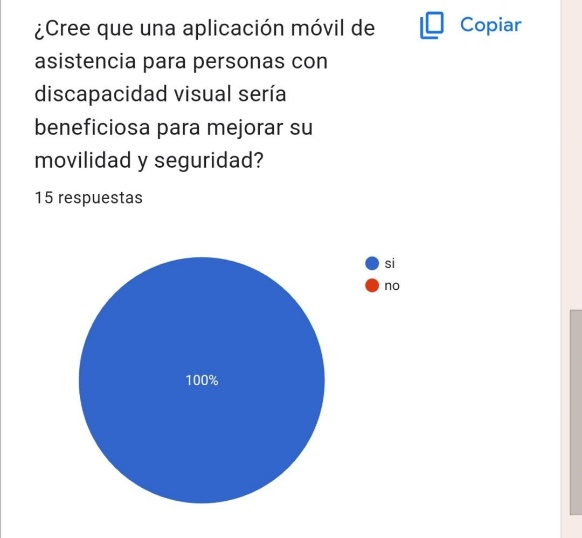 ¿Cree que una aplicación móvil de
asistencia para personas con
discapacidad visual sería
beneficiosa para mejorar su
movilidad y seguridad?
Copiar
15 respuestas
si
no
100%